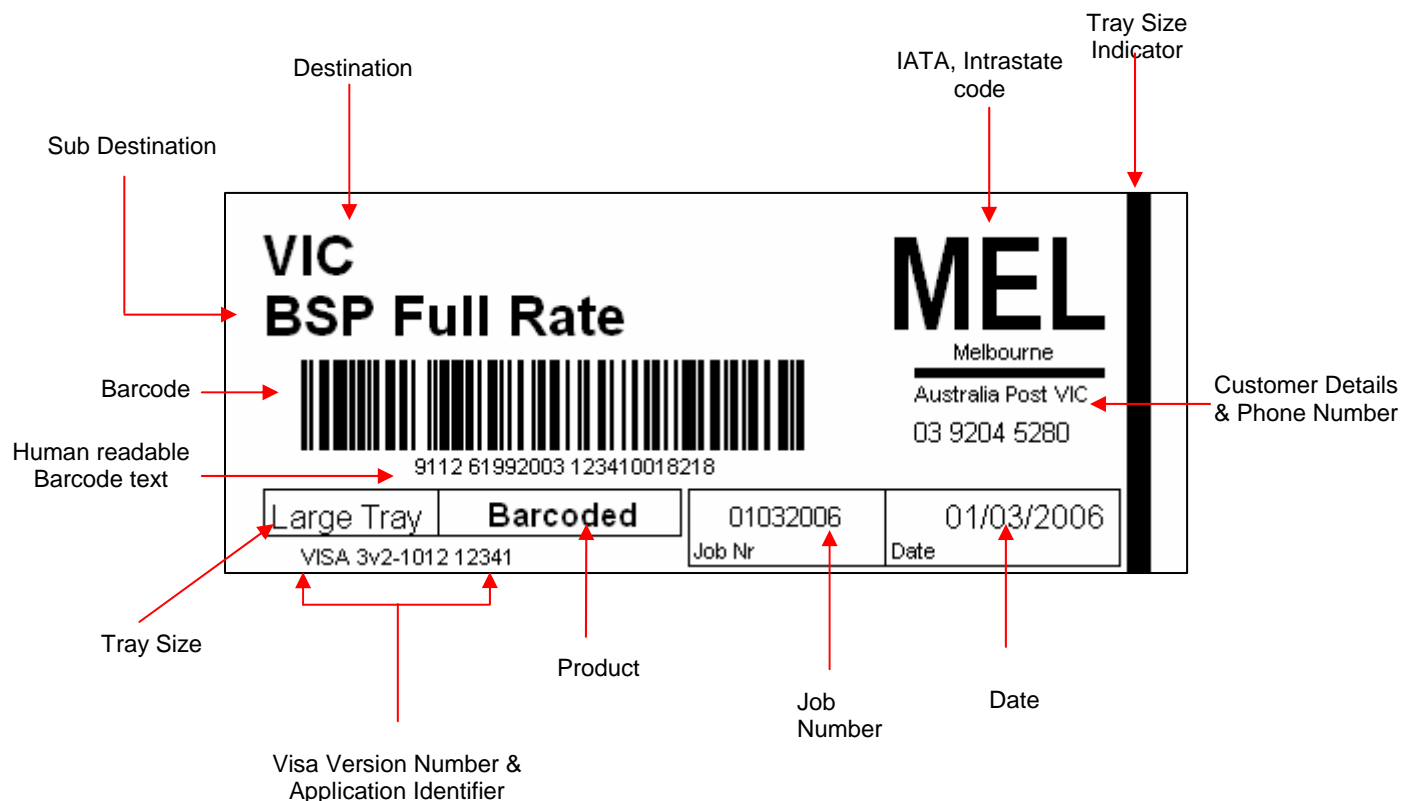 Tray Size
Indicator
IATA, Intrastate
code
Destination
Sub Destination
VIC
BSP Full Rate
MEL
Melbourne
Australia Post VIC
03 9204 5280
Customer Details
& Phone Number
Barcode
Human readable
Barcode text
9112 61992003 123410018218
Large Tray
Barcoded
01032006
Job Nr
01/03/2006
Date
VISA 3v2-1012 12341
Tray Size
Product
Job
Number
Date
Visa Version Number &
Application Identifier